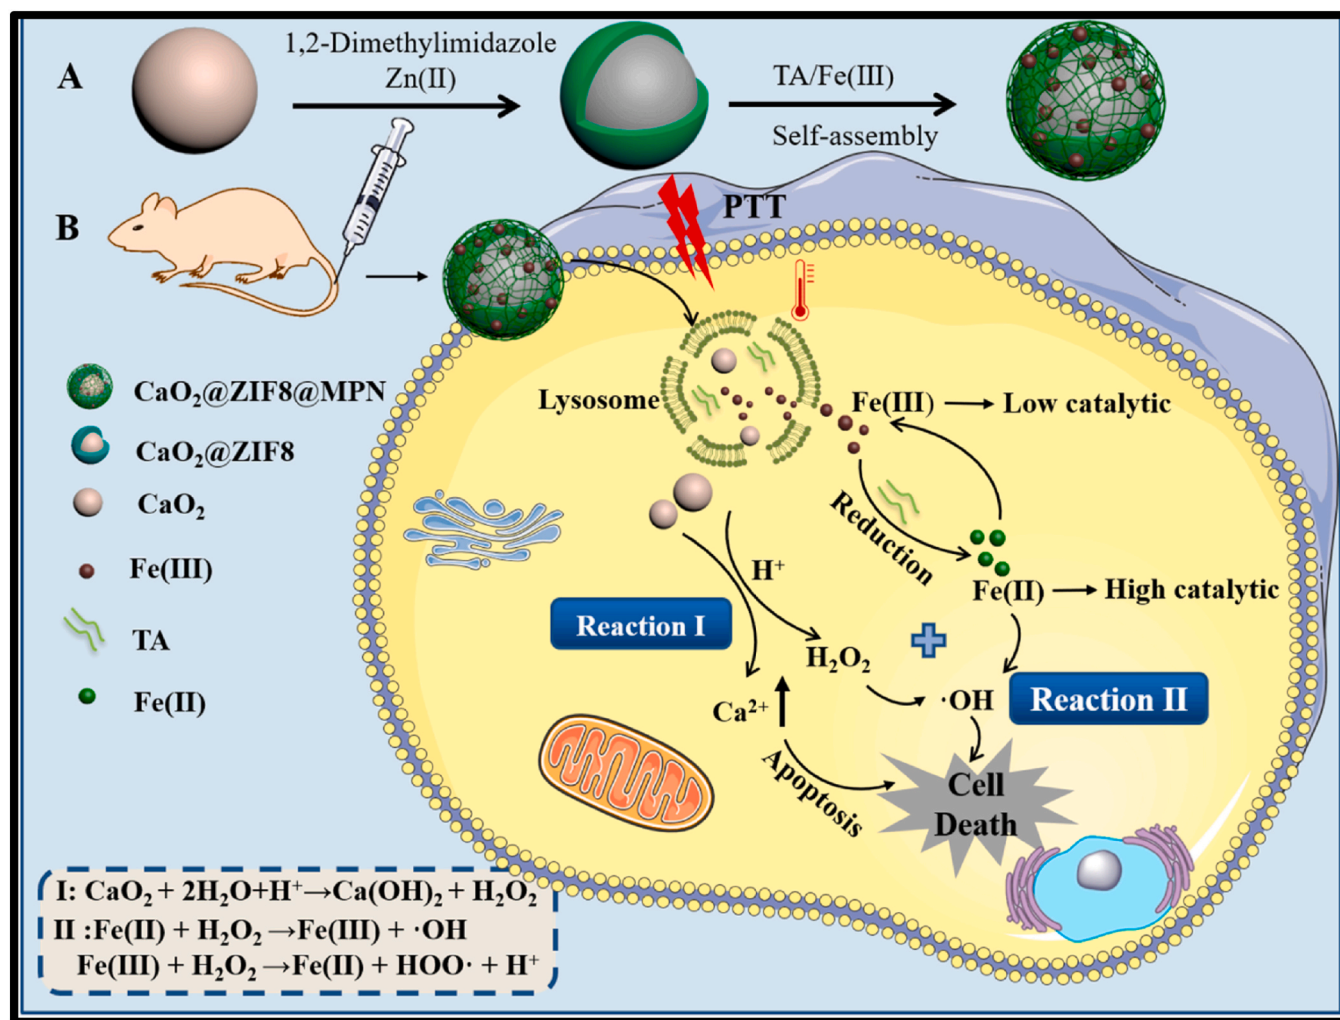 A
1,2-Dimethylimidazole
Zn(II)
TA/Fe(III)
Self-assembly
B
PTT
Lysosome
Fe(III)
Low catalytic
Reduction
Fe(II)
High catalytic
CaO₂@ZIF8@MPN
CaO₂@ZIF8
CaO₂
Fe(III)
TA
Fe(II)
H⁺
Reaction I
H₂O₂
Ca²⁺
·OH
Reaction II
Apoptosis
Cell
Death
I: CaO₂ + 2H₂O+H⁺→Ca(OH)₂ + H₂O₂
II :Fe(II) + H₂O₂ →Fe(III) + ·OH
Fe(III) + H₂O₂ →Fe(II) + HOO· + H⁺